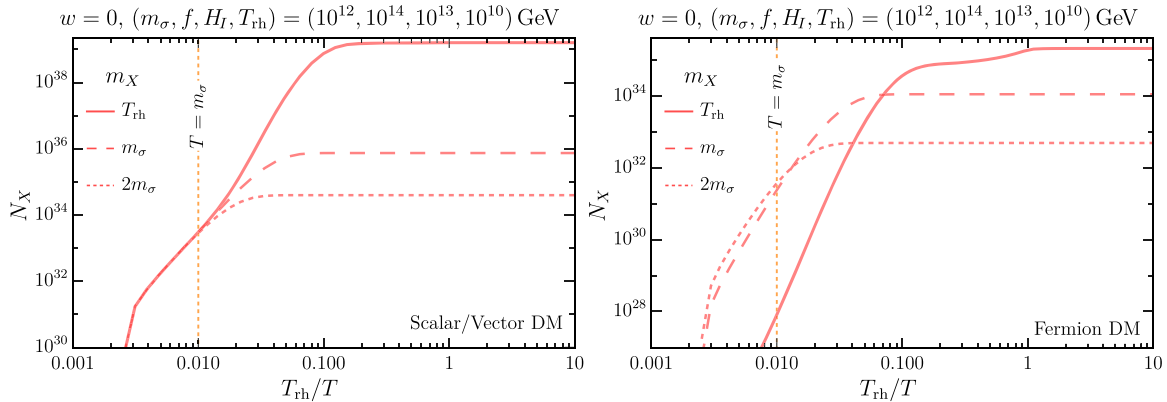 w = 0, (m_σ, f, H_I, T_rh) = (10^12, 10^14, 10^13, 10^10) GeV
10^38
10^36
10^34
10^32
10^30
N_X
m_X
T_rh
m_σ
2m_σ
T = m_σ
Scalar/Vector DM
0.001 0.010 0.100 1 10
T_rh/T
w = 0, (m_σ, f, H_I, T_rh) = (10^12, 10^14, 10^13, 10^10) GeV
10^34
10^32
10^30
10^28
N_X
m_X
T_rh
m_σ
2m_σ
T = m_σ
Fermion DM
0.001 0.010 0.100 1 10
T_rh/T